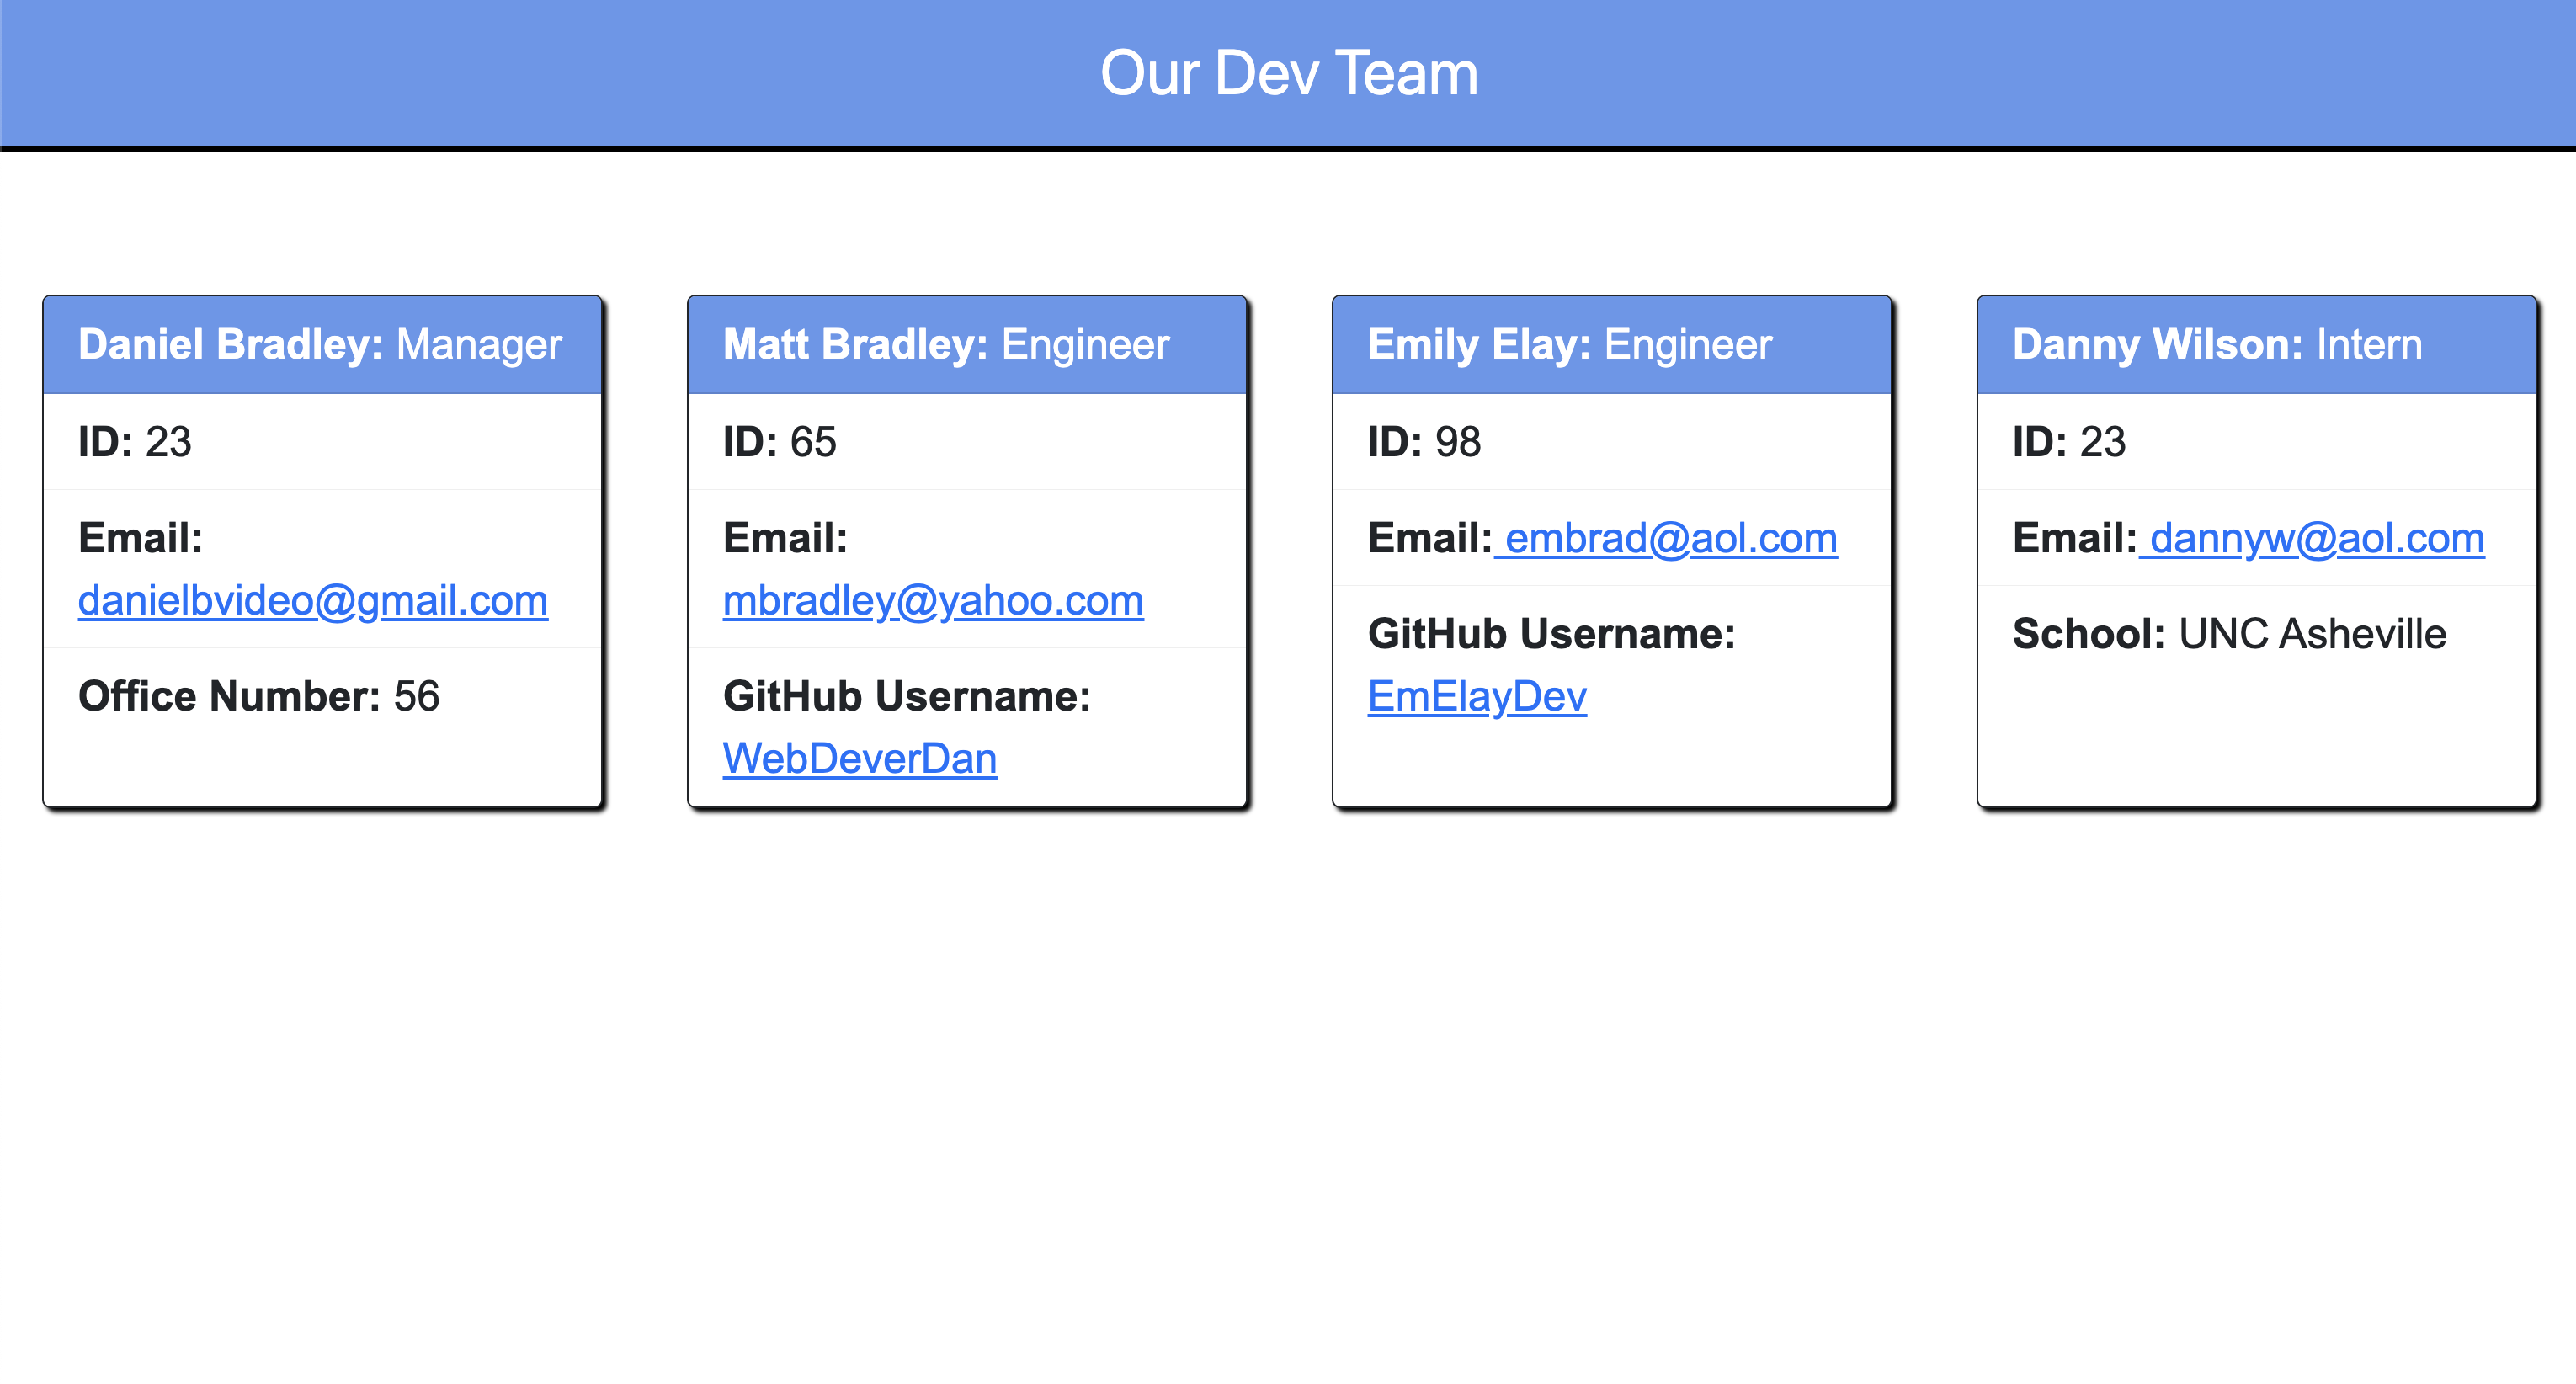 Our Dev Team
Daniel Bradley: Manager
ID: 23
Email:
danielbvideo@gmail.com
Office Number: 56
Matt Bradley: Engineer
ID: 65
Email:
mbradley@yahoo.com
GitHub Username:
WebDeverDan
Emily Elay: Engineer
ID: 98
Email: embrad@aol.com
GitHub Username:
EmElayDev
Danny Wilson: Intern
ID: 23
Email: dannyw@aol.com
School: UNC Asheville